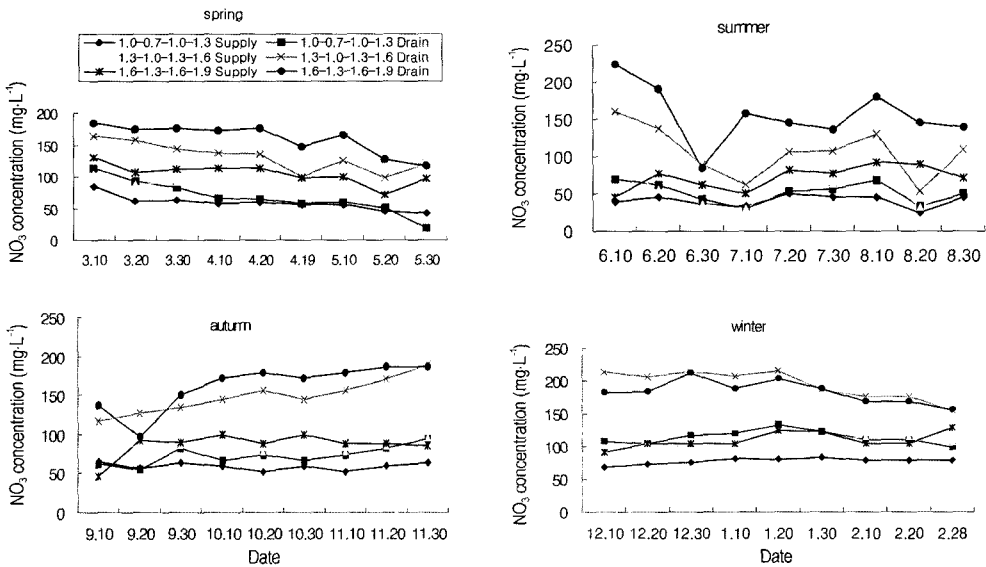 spring
1.0-0.7-1.0-1.3 Supply 1.0-0.7-1.0-1.3 Drain
1.3-1.0-1.3-1.6 Supply 1.3-1.0-1.3-1.6 Drain
1.6-1.3-1.6-1.9 Supply 1.6-1.3-1.6-1.9 Drain
NO₃ concentration (mg·L⁻¹)
200
150
100
50
0
3.10 3.20 3.30 4.10 4.20 4.19 5.10 5.20 5.30
summer
NO₃ concentration (mg·L⁻¹)
250
200
150
100
50
0
6.10 6.20 6.30 7.10 7.20 7.30 8.10 8.20 8.30
autumn
NO₃ concentration (mg·L⁻¹)
250
200
150
100
50
0
9.10 9.20 9.30 10.10 10.20 10.30 11.10 11.20 11.30
Date
winter
NO₃ concentration (mg·L⁻¹)
250
200
150
100
50
0
12.10 12.20 12.30 1.10 1.20 1.30 2.10 2.20 2.28
Date